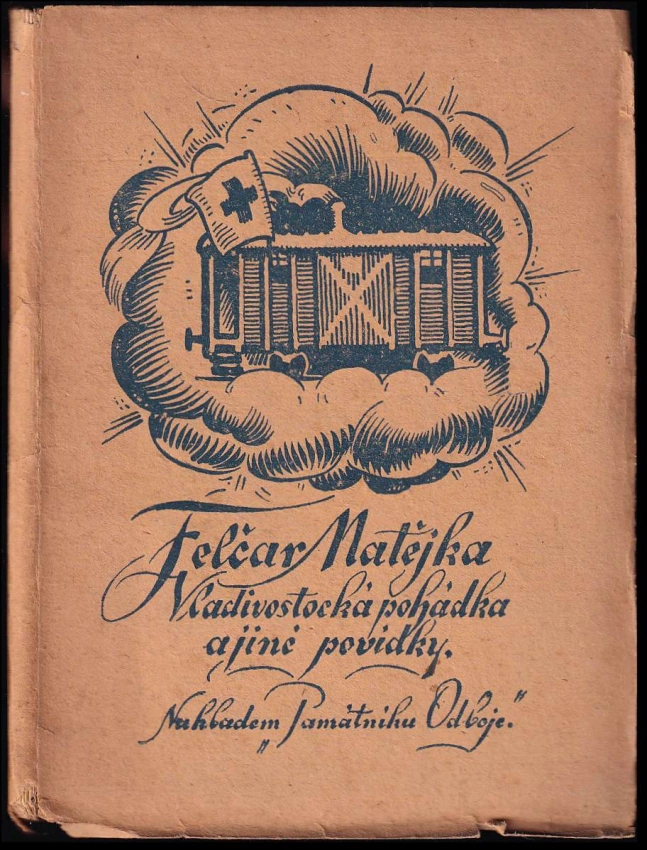 Felčar Matějka
Vladivostocká pohádka
a jiné povídky.
Nákladem „Památníku Odboje.“